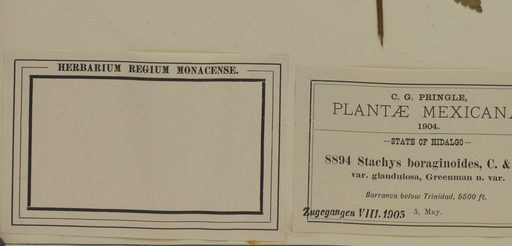 HERBARIUM REGIUM MONACENSE.
C. G. PRINGLE,
PLANTÆ MEXICANÆ
1904.
—STATE OF HIDALGO—
8894 Stachys boraginoides, C. &
var. glandulosa, Greenman n. var.
Barranca below Trinidad, 5500 ft.
Zugegangen VIII. 1905 5, May.